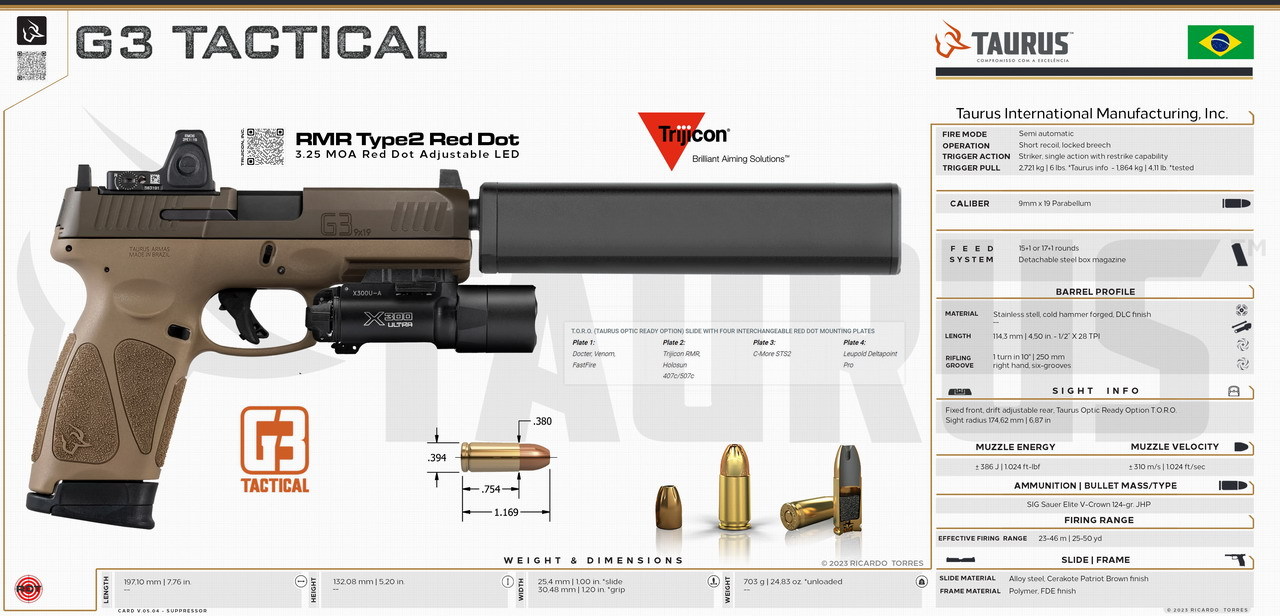 G3 TACTICAL
TAURUS™
COMPROMISSO COM A EXCELÊNCIA
TRIJICON, INC.
RMR Type2 Red Dot
3.25 MOA Red Dot Adjustable LED
Trijicon®
Brilliant Aiming Solutions™
G3 9x19
TAURUS ARMAS
MADE IN BRAZIL
X300U-A
X300
ULTRA
T.O.R.O. (TAURUS OPTIC READY OPTION) SLIDE WITH FOUR INTERCHANGEABLE RED DOT MOUNTING PLATES
Plate 1:
Docter, Venom,
FastFire
Plate 2:
Trijicon RMR,
Holosun
407c/507c
Plate 3:
C-More STS2
Plate 4:
Leupold Deltapoint
Pro
G3
TACTICAL
.380
.394
.754
1.169
TAURUS™
Taurus International Manufacturing, Inc.
FIRE MODE Semi automatic
OPERATION Short recoil, locked breech
TRIGGER ACTION Striker, single action with restrike capability
TRIGGER PULL 2,721 kg | 6 lbs. *Taurus info - 1,864 kg | 4.11 lb. *tested
CALIBER 9mm x 19 Parabellum
FEED SYSTEM
15+1 or 17+1 rounds
Detachable steel box magazine
BARREL PROFILE
MATERIAL Stainless stell, cold hammer forged, DLC finish
--
LENGTH 114.3 mm | 4.50 in. - 1/2" X 28 TPI
RIFLING GROOVE
1 turn in 10" | 250 mm
right hand, six-grooves
SIGHT INFO
Fixed front, drift adjustable rear, Taurus Optic Ready Option T.O.R.O.
Sight radius 174,62 mm | 6,87 in
MUZZLE ENERGY MUZZLE VELOCITY
± 386 J | 1.024 ft-lbf ± 310 m/s | 1.024 ft/sec
AMMUNITION | BULLET MASS/TYPE
SIG Sauer Elite V-Crown 124-gr. JHP
FIRING RANGE
EFFECTIVE FIRING RANGE 23-46 m | 25-50 yd
SLIDE | FRAME
SLIDE MATERIAL Alloy steel, Cerakote Patriot Brown finish
FRAME MATERIAL Polymer, FDE finish
© 2023 RICARDO TORRES
WEIGHT & DIMENSIONS
© 2023 RICARDO TORRES
LENGTH
197.10 mm | 7.76 in.
--
HEIGHT
132.08 mm | 5,20 in.
--
WIDTH
25.4 mm | 1.00 in. *slide
30.48 mm | 1.20 in. *grip
WEIGHT
703 g | 24.83 oz. *unloaded
--
CARD V.05.04 - SUPPRESSOR